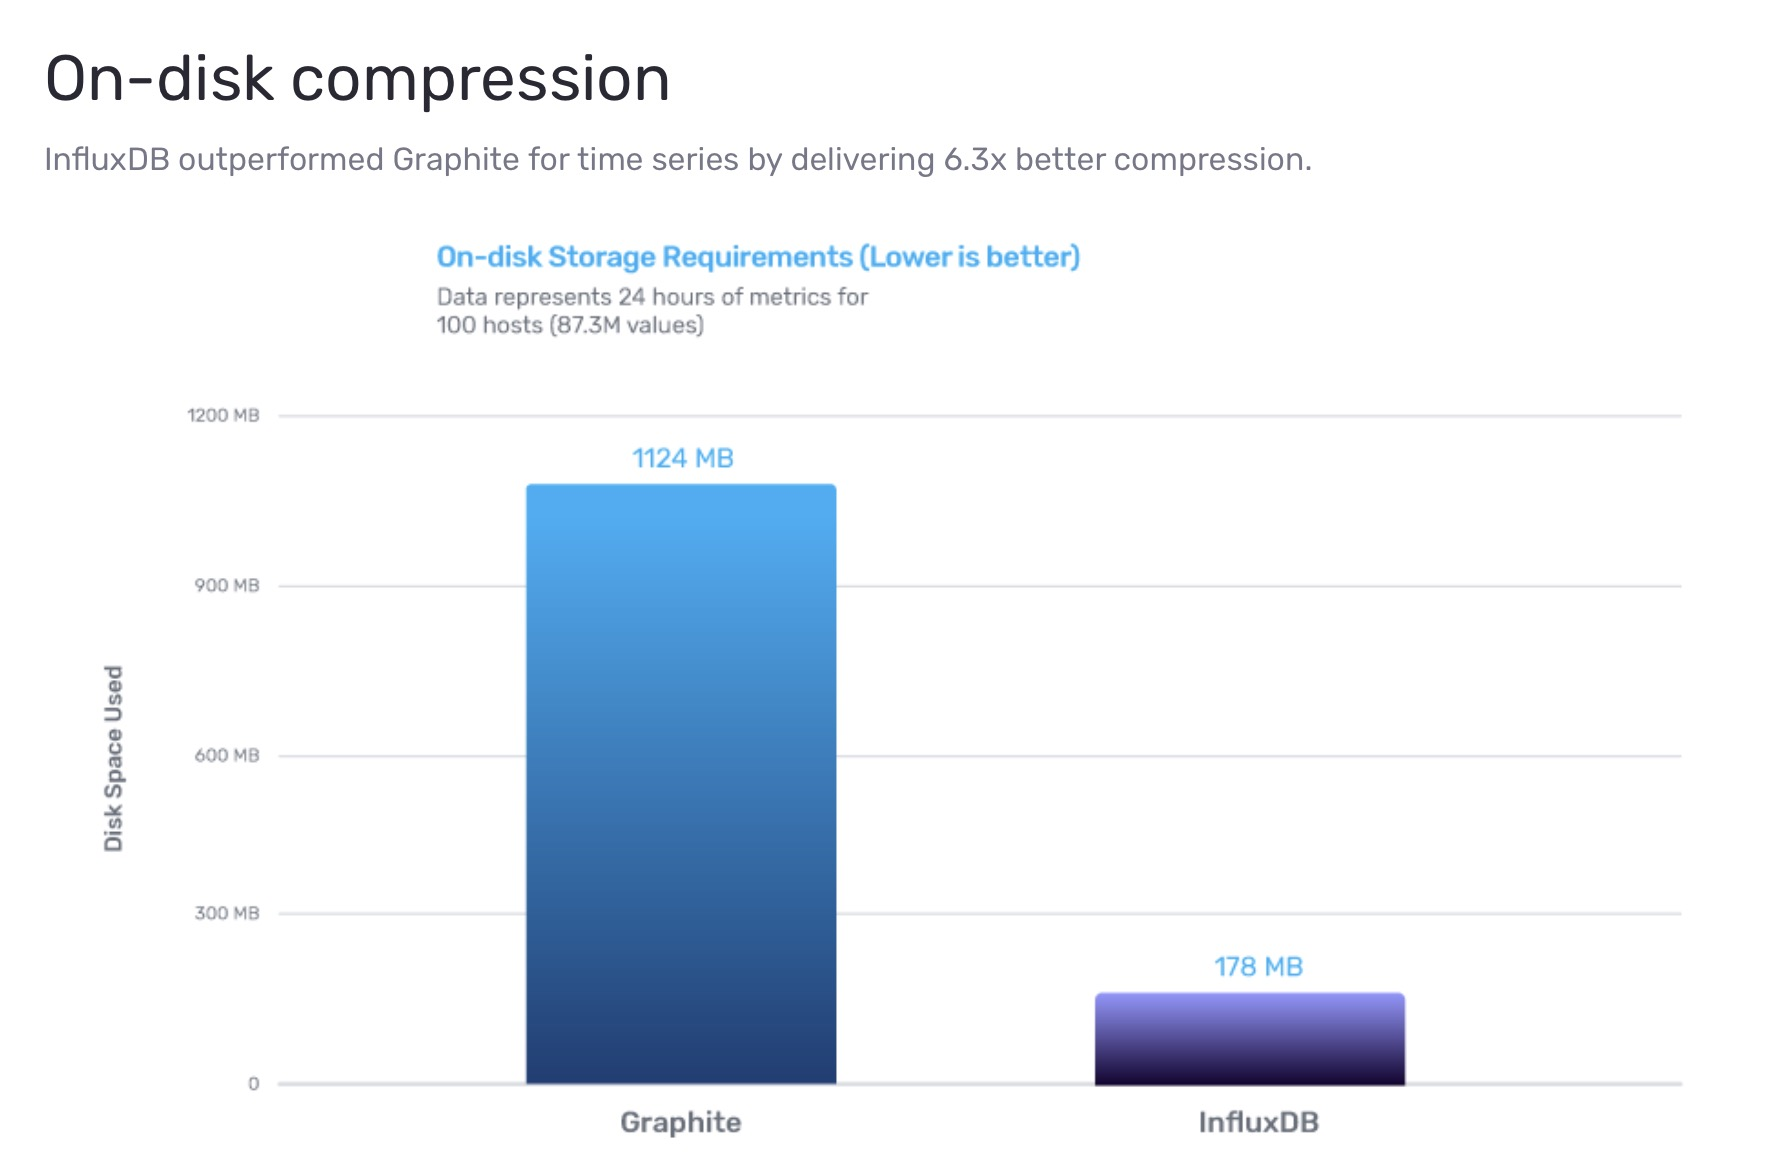 On-disk compression
InfluxDB outperformed Graphite for time series by delivering 6.3x better compression.
On-disk Storage Requirements (Lower is better)
Data represents 24 hours of metrics for
100 hosts (87.3M values)
1200 MB
1124 MB
900 MB
Disk Space Used
600 MB
300 MB
178 MB
0
Graphite
InfluxDB